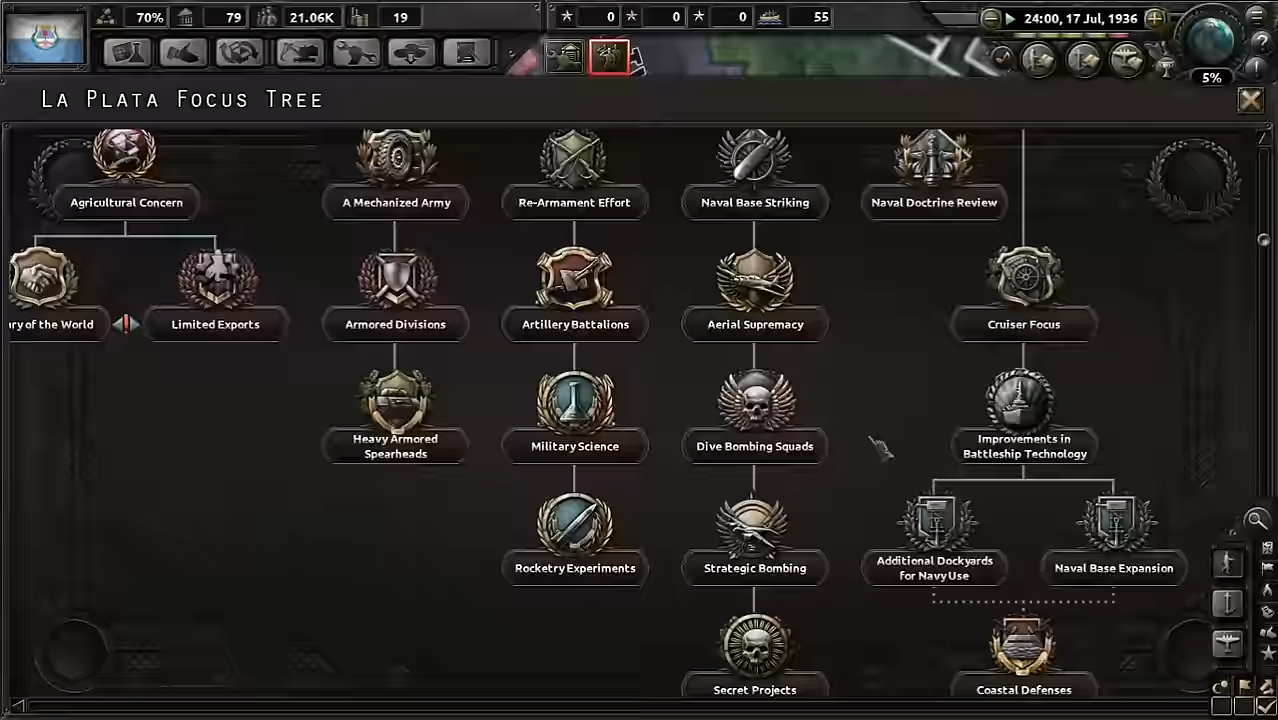 70%
79
21.06K
19
0
0
0
55
24:00, 17 Jul, 1936
5%
La Plata Focus Tree
Agricultural Concern
A Mechanized Army
Re-Armament Effort
Naval Base Striking
Naval Doctrine Review
ry of the World
Limited Exports
Armored Divisions
Artillery Battalions
Aerial Supremacy
Cruiser Focus
Heavy Armored
Spearheads
Military Science
Dive Bombing Squads
Improvements in
Battleship Technology
Rocketry Experiments
Strategic Bombing
Additional Dockyards
for Navy Use
Naval Base Expansion
Secret Projects
Coastal Defenses